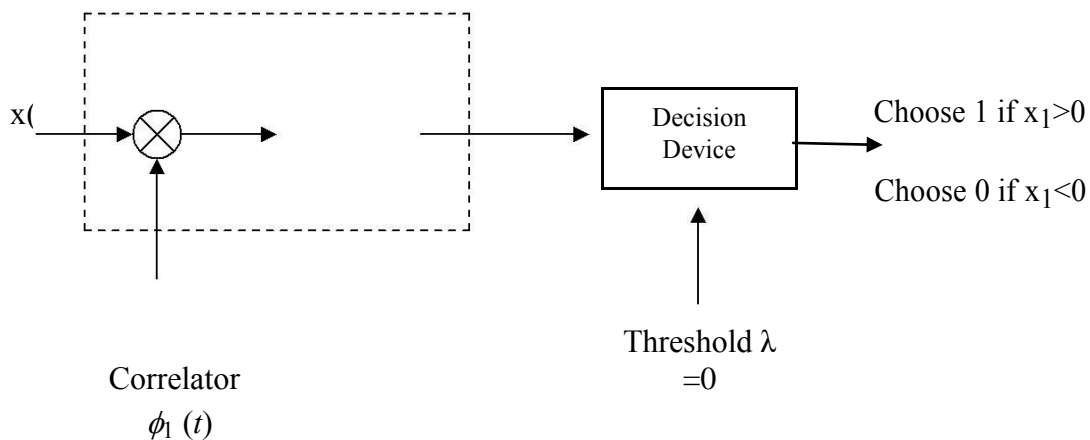 x(
Decision
Device
Choose 1 if x₁>0
Choose 0 if x₁<0
Threshold λ
=0
Correlator
ϕ₁ (t)